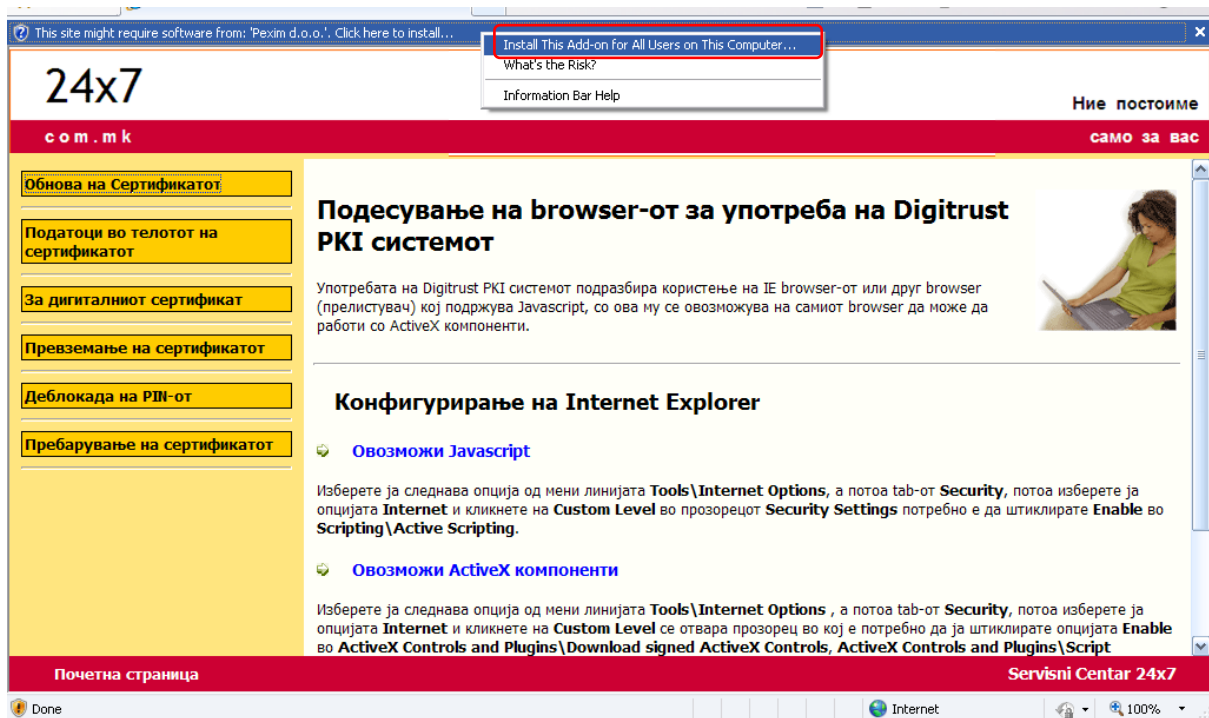 This site might require software from: 'Pexim d.o.o.'. Click here to install...
Install This Add-on for All Users on This Computer...
What's the Risk?
Information Bar Help
24x7
Ние постоиме
com.mk
само за вас
Обнова на Сертификатот
Податоци во телотот на
сертификатот
За дигиталниот сертификат
Превземање на сертификатот
Деблокада на PIN-от
Пребарување на сертификатот
Подесување на browser-от за употреба на Digitrust
PKI системот
Употребата на Digitrust PKI системот подразбира користење на IE browser-от или друг browser
(прелистувач) кој подржува Javascript, со ова му се овозможува на самиот browser да може да
работи со ActiveX компоненти.
Конфигурирање на Internet Explorer
Овозможи Javascript
Изберете ја следнава опција од мени линијата Tools\Internet Options, а потоа tab-от Security, потоа изберете ја
опцијата Internet и кликнете на Custom Level во прозорецот Security Settings потребно е да штиклирате Enable во
Scripting\Active Scripting.
Овозможи ActiveX компоненти
Изберете ја следнава опција од мени линијата Tools\Internet Options , а потоа tab-от Security, потоа изберете ја
опцијата Internet и кликнете на Custom Level се отвара прозорец во кој е потребно да ја штиклирате опцијата Enable
во ActiveX Controls and Plugins\Download signed ActiveX Controls, ActiveX Controls and Plugins\Script
Почетна страница
Servisni Centar 24x7
Done
Internet
100%